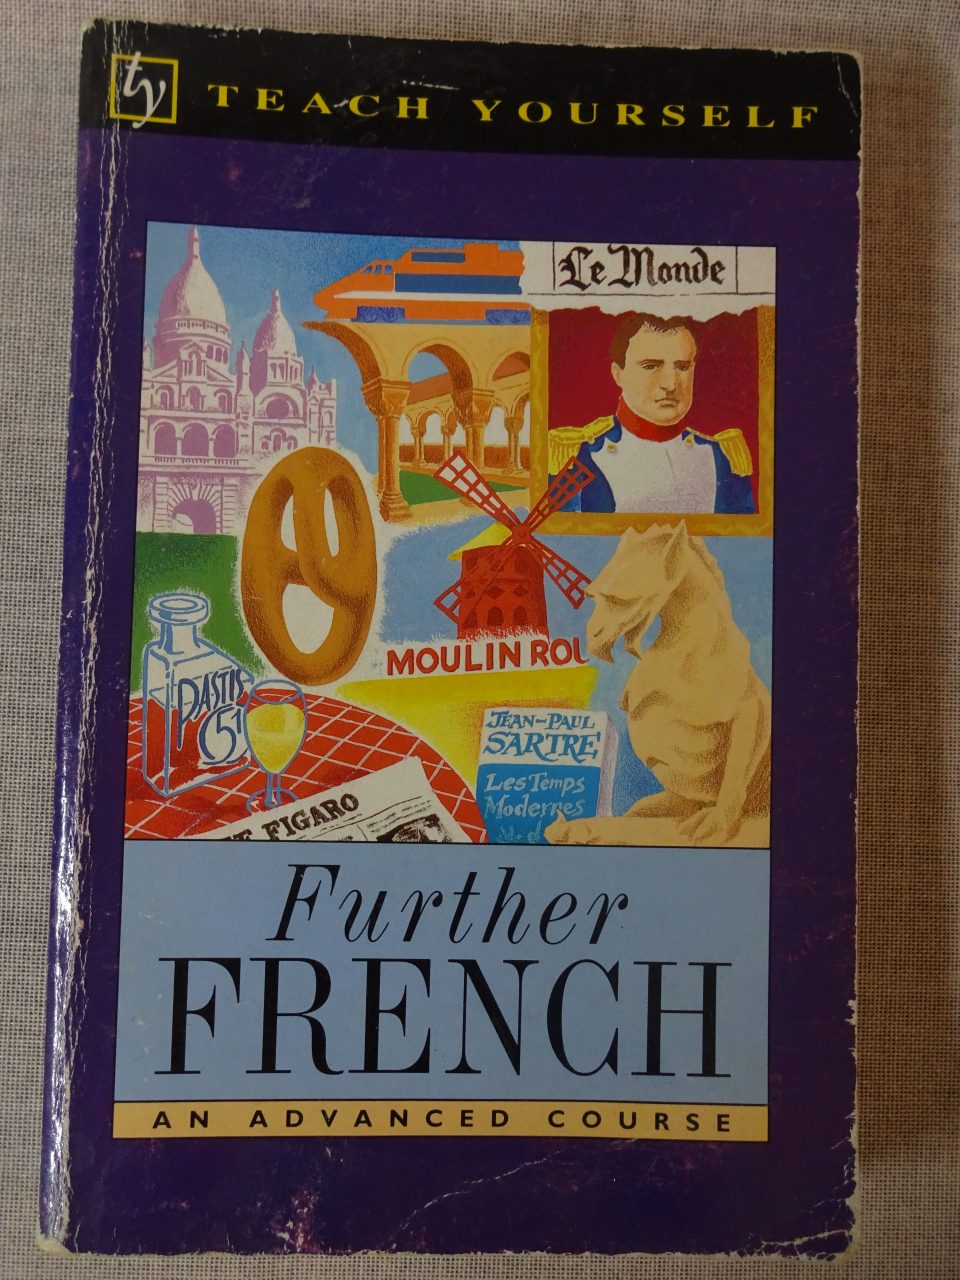 ty
TEACH YOURSELF
Le Monde
MOULIN ROU
PASTIS
51
JEAN-PAUL
SARTRE
Les Temps
Modernes
FIGARO
Further
FRENCH
AN ADVANCED COURSE